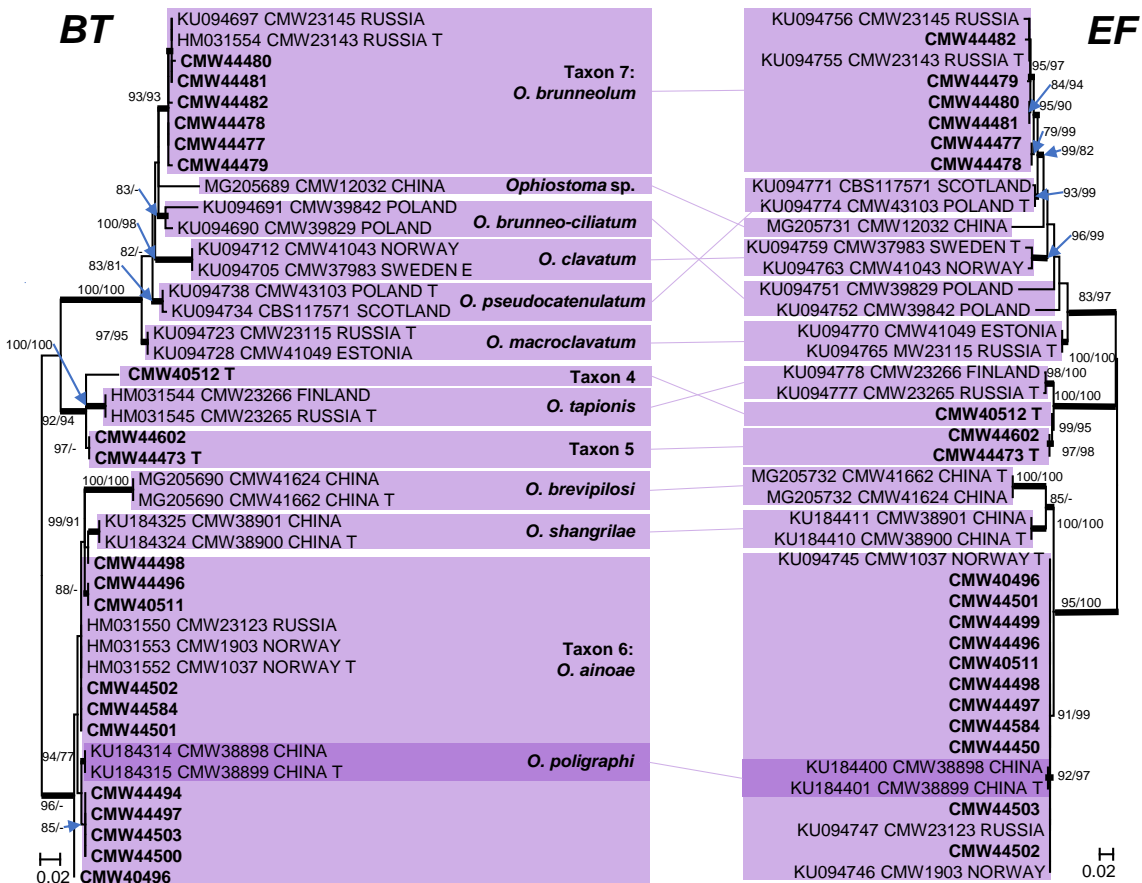 BT
KU094697 CMW23145 RUSSIA
HM031554 CMW23143 RUSSIA T
CMW44480
CMW44481
CMW44482
CMW44478
CMW44477
CMW44479
Taxon 7:
O. brunneolum
93/93
MG205689 CMW12032 CHINA
Ophiostoma sp.
83/-
KU094691 CMW39842 POLAND
KU094690 CMW39829 POLAND
O. brunneo-ciliatum
100/98
KU094712 CMW41043 NORWAY
KU094705 CMW37983 SWEDEN E
O. clavatum
82/-
83/81
KU094738 CMW43103 POLAND T
KU094734 CBS117571 SCOTLAND
O. pseudocatenulatum
100/100
KU094723 CMW23115 RUSSIA T
KU094728 CMW41049 ESTONIA
O. macroclavatum
97/95
100/100
CMW40512 T
Taxon 4
HM031544 CMW23266 FINLAND
HM031545 CMW23265 RUSSIA T
O. tapionis
92/94
CMW44602
CMW44473 T
Taxon 5
97/-
100/100
MG205690 CMW41624 CHINA
MG205690 CMW41662 CHINA T
O. brevipilosi
99/91
KU184325 CMW38901 CHINA
KU184324 CMW38900 CHINA T
O. shangrilae
CMW44498
CMW44496
CMW40511
88/-
HM031550 CMW23123 RUSSIA
HM031553 CMW1903 NORWAY
HM031552 CMW1037 NORWAY T
Taxon 6:
O. ainoae
CMW44502
CMW44584
CMW44501
94/77
KU184314 CMW38898 CHINA
KU184315 CMW38899 CHINA T
O. poligraphi
CMW44494
CMW44497
CMW44503
CMW44500
CMW40496
96/-
85/-
0.02
EF
KU094756 CMW23145 RUSSIA
CMW44482
KU094755 CMW23143 RUSSIA T
CMW44479
CMW44480
CMW44481
CMW44477
CMW44478
95/97
84/94
95/90
79/99
99/82
KU094771 CBS117571 SCOTLAND
KU094774 CMW43103 POLAND T
93/99
MG205731 CMW12032 CHINA
KU094759 CMW37983 SWEDEN T
KU094763 CMW41043 NORWAY
96/99
KU094751 CMW39829 POLAND
KU094752 CMW39842 POLAND
83/97
KU094770 CMW41049 ESTONIA
KU094765 MW23115 RUSSIA T
100/100
KU094778 CMW23266 FINLAND
KU094777 CMW23265 RUSSIA T
98/100
100/100
CMW40512 T
99/95
CMW44602
CMW44473 T
97/98
MG205732 CMW41662 CHINA T
MG205732 CMW41624 CHINA
100/100
85/-
KU184411 CMW38901 CHINA
KU184410 CMW38900 CHINA T
100/100
KU094745 CMW1037 NORWAY T
CMW40496
CMW44501
CMW44499
CMW44496
CMW40511
CMW44498
CMW44497
CMW44584
CMW44450
95/100
91/99
KU184400 CMW38898 CHINA
KU184401 CMW38899 CHINA T
92/97
CMW44503
KU094747 CMW23123 RUSSIA
CMW44502
KU094746 CMW1903 NORWAY
0.02